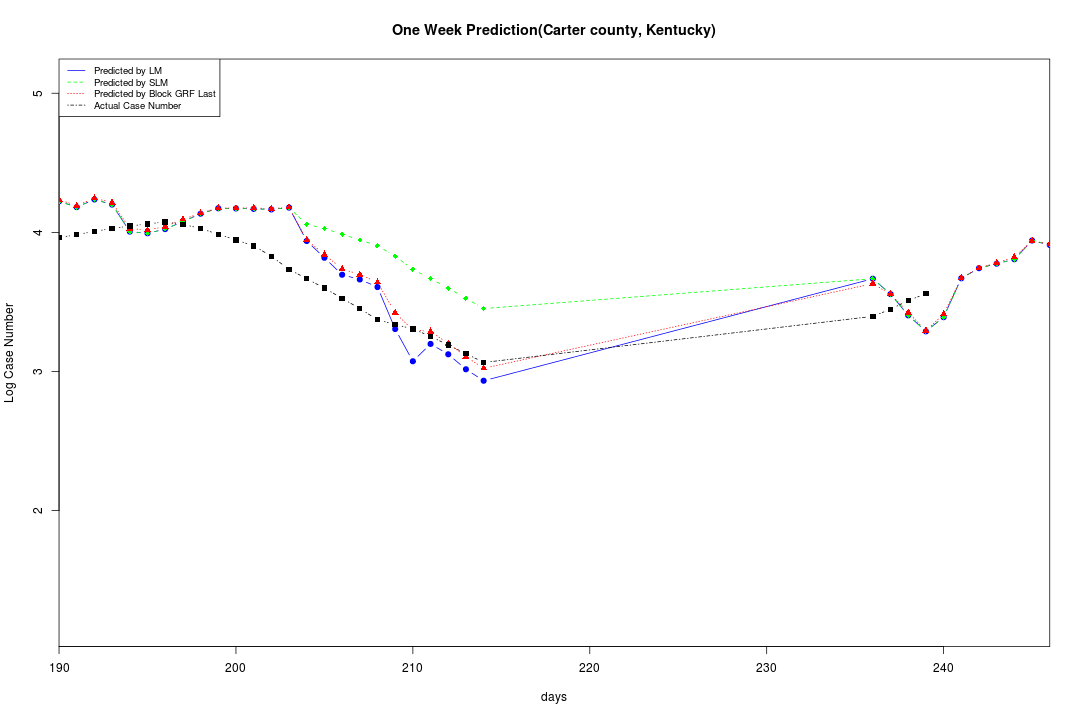 One Week Prediction(Carter county, Kentucky)
Predicted by LM
Predicted by SLM
Predicted by Block GRF Last
Actual Case Number
5
4
3
2
Log Case Number
190 200 210 220 230 240
days